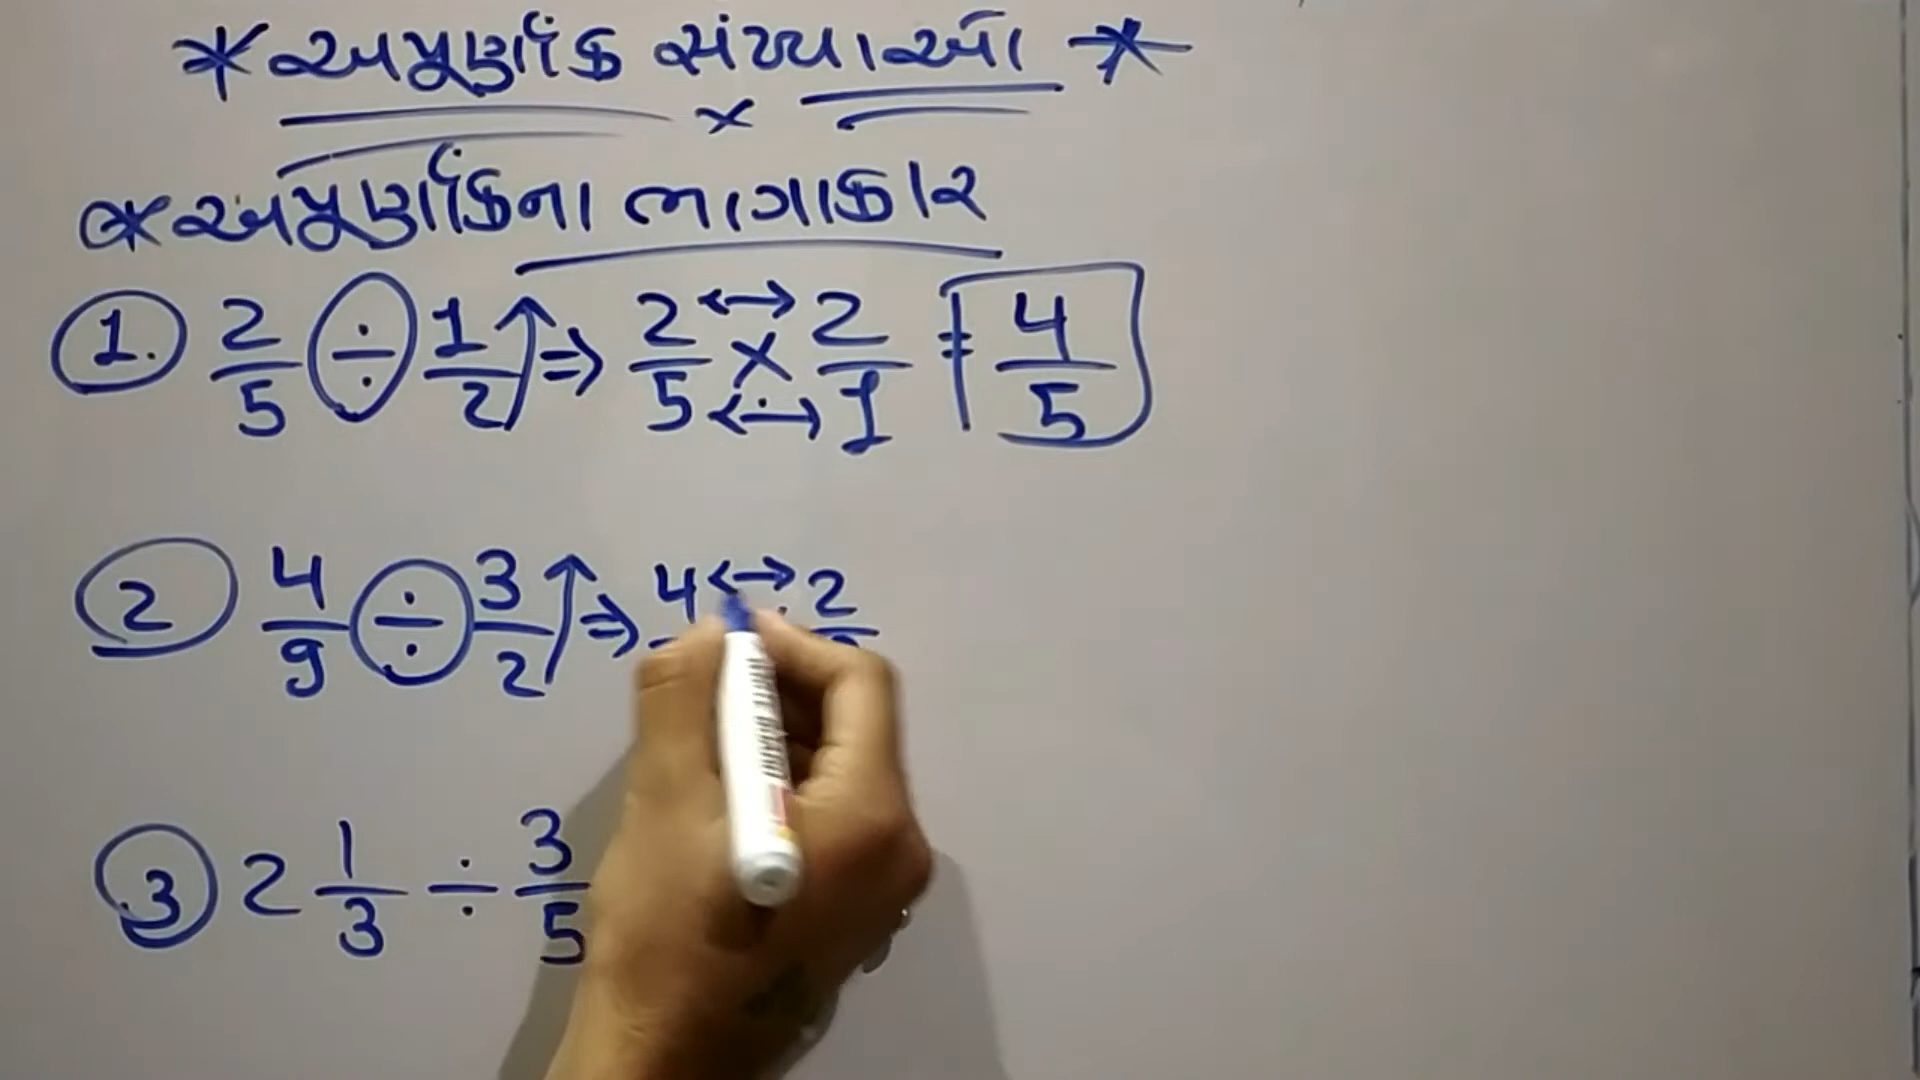 * અપૂર્ણાંક સંખ્યાઓ *
x
* અપૂર્ણાંકના ભાગાકાર
1. 2/5 ÷ 1/2 ⇒ 2/5 × 2/1 = 4/5
2 4/9 ÷ 3/2 ⇒ 4 ↔ 2
3 2 1/3 ÷ 3/5